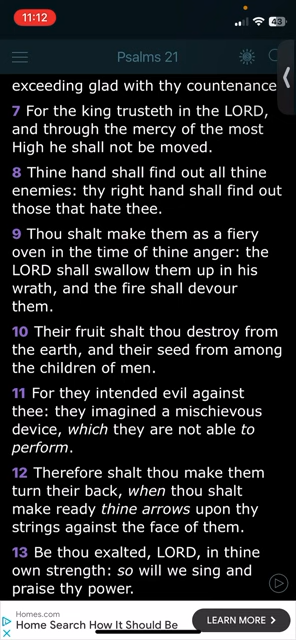 11:12
43
Psalms 21
exceeding glad with thy countenance
7 For the king trusteth in the LORD,
and through the mercy of the most
High he shall not be moved.
8 Thine hand shall find out all thine
enemies: thy right hand shall find out
those that hate thee.
9 Thou shalt make them as a fiery
oven in the time of thine anger: the
LORD shall swallow them up in his
wrath, and the fire shall devour
them.
10 Their fruit shalt thou destroy from
the earth, and their seed from among
the children of men.
11 For they intended evil against
thee: they imagined a mischievous
device, which they are not able to
perform.
12 Therefore shalt thou make them
turn their back, when thou shalt
make ready thine arrows upon thy
strings against the face of them.
13 Be thou exalted, LORD, in thine
own strength: so will we sing and
praise thy power.
Homes.com
Home Search How It Should Be
LEARN MORE >